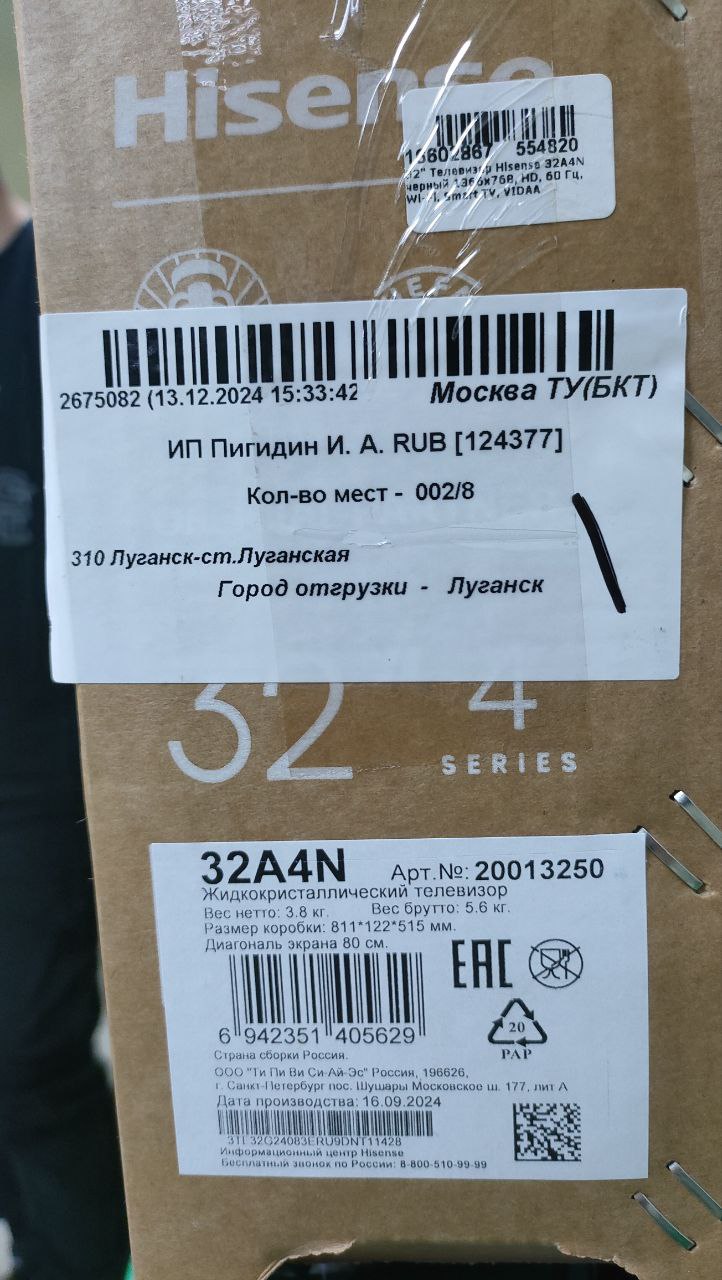 Hisense
554820
32" Телевизор Hisense 32A4N
черный 1366x768, HD, 60 Гц,
Wi-Fi, Smart TV, VIDAA
2675082 (13.12.2024 15:33:42
Москва ТУ(БКТ)
ИП Пигидин И. А. RUB [124377]
Кол-во мест - 002/8
310 Луганск-ст.Луганская
Город отгрузки - Луганск
32 4
SERIES
32A4N Арт.№: 20013250
Жидкокристаллический телевизор
Вес нетто: 3.8 кг. Вес брутто: 5.6 кг.
Размер коробки: 811*122*515 мм.
Диагональ экрана 80 см.
EAC
6 942351 405629
20
PAP
Страна сборки Россия.
ООО "Ти Пи Ви Си-Ай-Эс" Россия, 196626,
г. Санкт-Петербург пос. Шушары Московское ш. 177, лит А
Дата производства: 16.09.2024
Информационный центр Hisense
Бесплатный звонок по России: 8-800-510-99-99